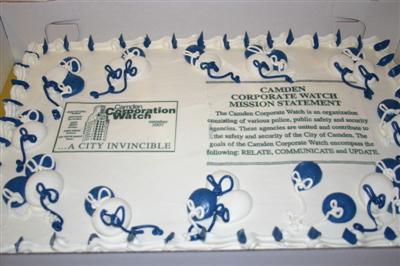 Camden
Corporation
Watch
2001
...A CITY INVINCIBLE
CAMDEN
CORPORATE WATCH
MISSION STATEMENT
The Camden Corporate Watch is an organization
consisting of various police, public safety and security
agencies. These agencies are united and contribute to
the safety and security of the City of Camden. The
goals of the Camden Corporate Watch encompass the
following: RELATE, COMMUNICATE and UPDATE.